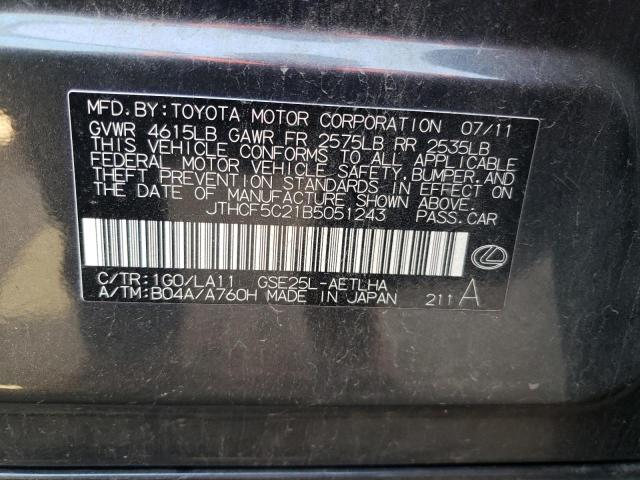 MFD. BY: TOYOTA MOTOR CORPORATION 07/11
GVWR 4615LB GAWR FR 2575LB RR 2535LB
THIS VEHICLE CONFORMS TO ALL APPLICABLE
FEDERAL MOTOR VEHICLE SAFETY, BUMPER, AND
THEFT PREVENTION STANDARDS IN EFFECT ON
THE DATE OF MANUFACTURE SHOWN ABOVE.
JTHCF5C21B5051243 PASS. CAR
C/TR: 1G0/LA11 GSE25L-AETLHA
A/TM: B04A/A760H MADE IN JAPAN 211 A